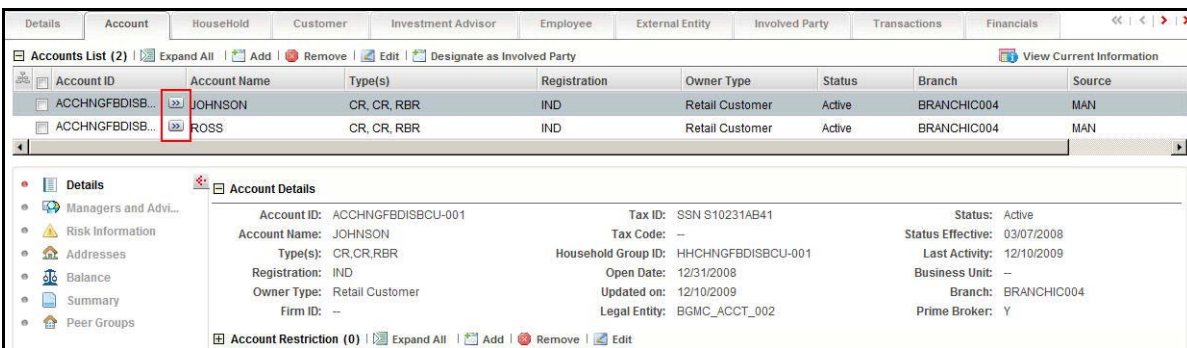 Details Account HouseHold Customer Investment Advisor Employee External Entity Involved Party Transactions Financials
Accounts List (2) | Expand All | Add | Remove | Edit | Designate as Involved Party View Current Information
Account ID Account Name Type(s) Registration Owner Type Status Branch Source
ACCHNGFBDISB... JOHNSON CR, CR, RBR IND Retail Customer Active BRANCHIC004 MAN
ACCHNGFBDISB... ROSS CR, CR, RBR IND Retail Customer Active BRANCHIC004 MAN
Details
Managers and Advi...
Risk Information
Addresses
Balance
Summary
Peer Groups
Account Details
Account ID: ACCHNGFBDISBCU-001 Tax ID: SSN S10231AB41 Status: Active
Account Name: JOHNSON Tax Code: -- Status Effective: 03/07/2008
Type(s): CR,CR,RBR Household Group ID: HHCHNGFBDISBCU-001 Last Activity: 12/10/2009
Registration: IND Open Date: 12/31/2008 Business Unit: --
Owner Type: Retail Customer Updated on: 12/10/2009 Branch: BRANCHIC004
Firm ID: -- Legal Entity: BGMC_ACCT_002 Prime Broker: Y
Account Restriction (0) | Expand All | Add | Remove | Edit